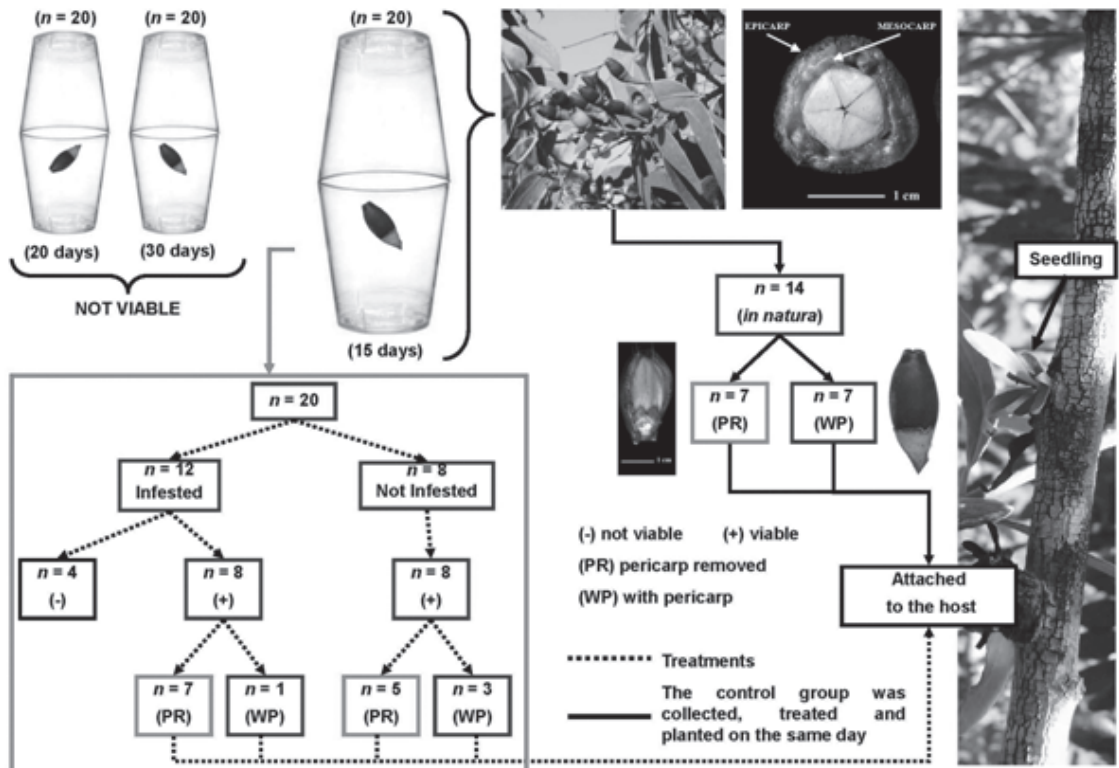 (n = 20)
(n = 20)
(n = 20)
(20 days)
(30 days)
NOT VIABLE
(15 days)
EPICARP
MESOCARP
1 cm
Seedling
n = 14
(in natura)
n = 7
(PR)
n = 7
(WP)
1 cm
n = 20
n = 12
Infested
n = 8
Not Infested
n = 4
(-)
n = 8
(+)
n = 8
(+)
n = 7
(PR)
n = 1
(WP)
n = 5
(PR)
n = 3
(WP)
(-) not viable (+) viable
(PR) pericarp removed
(WP) with pericarp
Attached
to the host
Treatments
The control group was
collected, treated and
planted on the same day